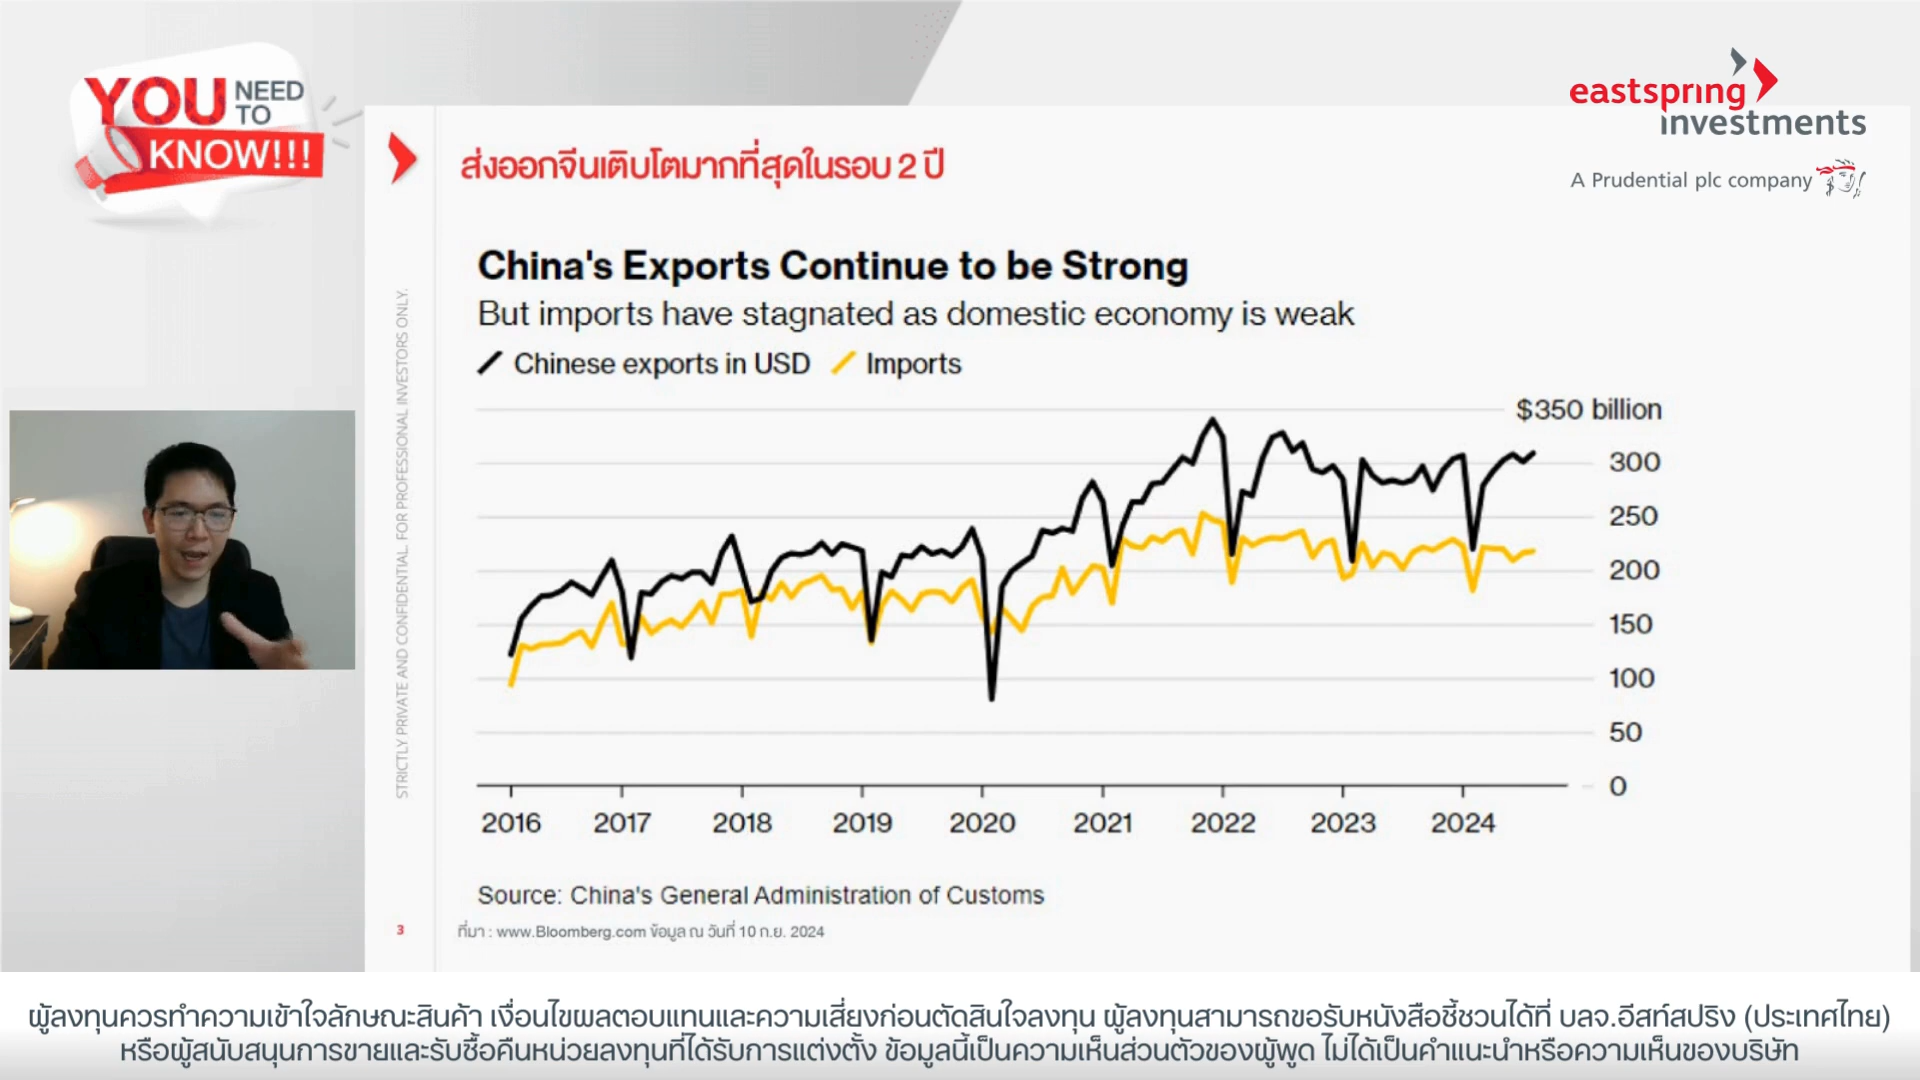 YOU NEED TO
KNOW!!!
eastspring
investments
A Prudential plc company
ส่งออกจีนเติบโตมากที่สุดในรอบ 2 ปี
China's Exports Continue to be Strong
But imports have stagnated as domestic economy is weak
Chinese exports in USD Imports
$350 billion
300
250
200
150
100
50
0
2016 2017 2018 2019 2020 2021 2022 2023 2024
Source: China's General Administration of Customs
STRICTLY PRIVATE AND CONFIDENTIAL. FOR PROFESSIONAL INVESTORS ONLY.
3
ที่มา : www.Bloomberg.com ข้อมูล ณ วันที่ 10 ก.ย. 2024
ผู้ลงทุนควรทำความเข้าใจลักษณะสินค้า เงื่อนไขผลตอบแทนและความเสี่ยงก่อนตัดสินใจลงทุน ผู้ลงทุนสามารถขอรับหนังสือชี้ชวนได้ที่ บลจ.อีสท์สปริง (ประเทศไทย)
หรือผู้สนับสนุนการขายและรับซื้อคืนหน่วยลงทุนที่ได้รับการแต่งตั้ง ข้อมูลนี้เป็นความเห็นส่วนตัวของผู้พูด ไม่ได้เป็นคำแนะนำหรือความเห็นของบริษัท